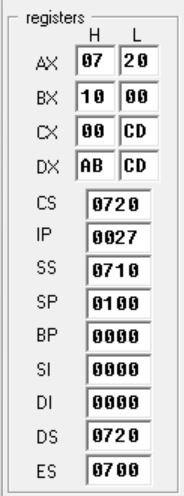 registers
H L
AX 07 20
BX 10 00
CX 00 CD
DX AB CD
CS 0720
IP 0027
SS 0710
SP 0100
BP 0000
SI 0000
DI 0000
DS 0720
ES 0700